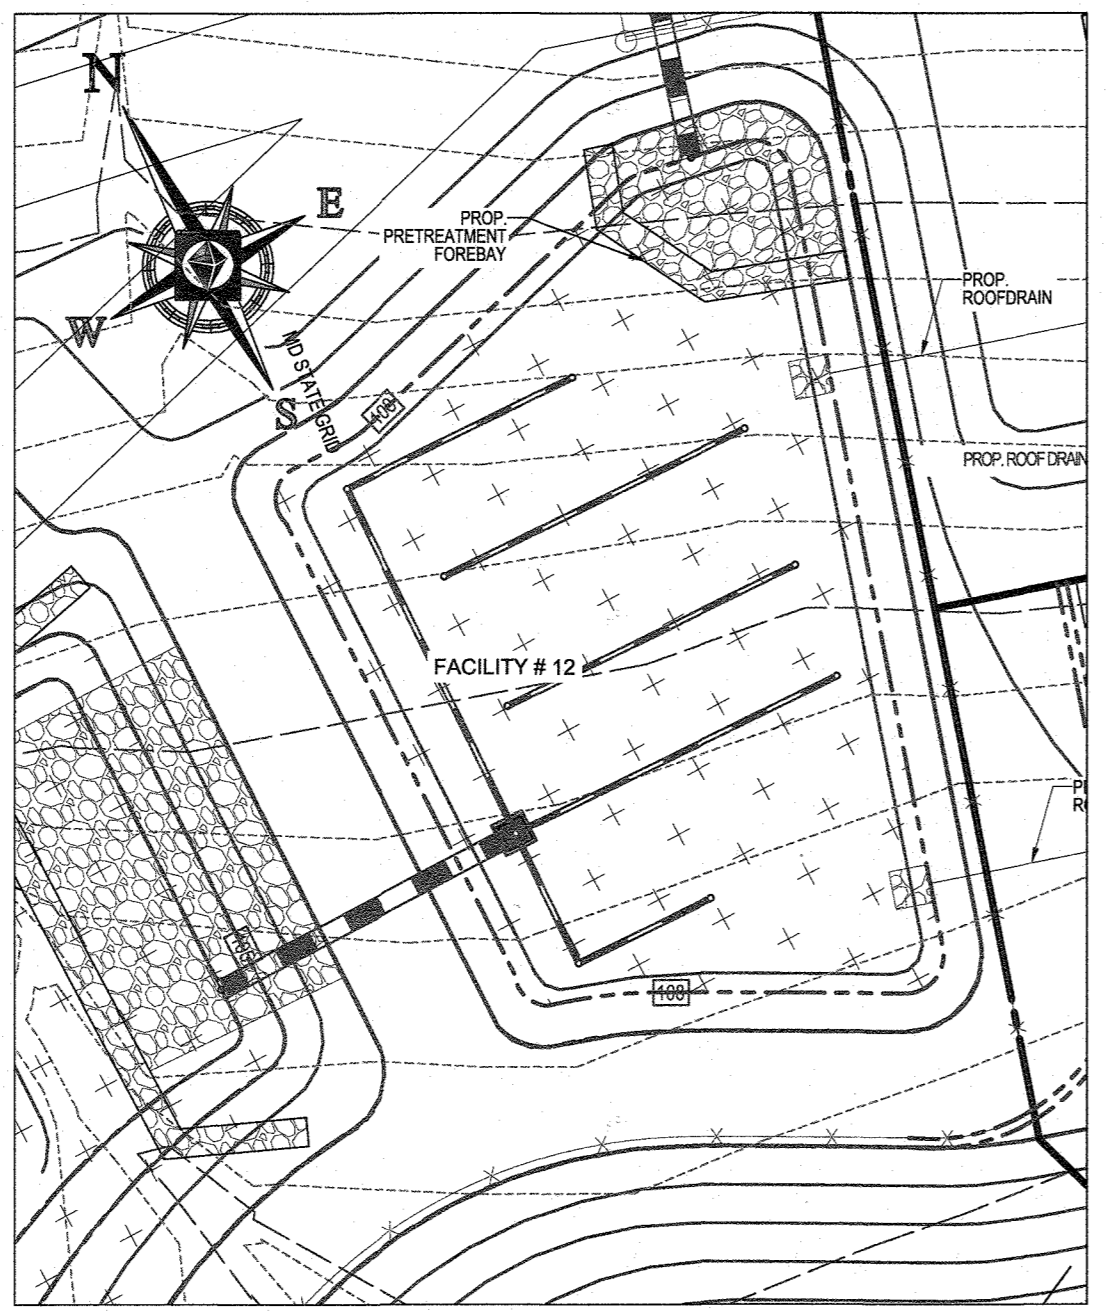 N
E
PROP.
PRETREATMENT
FOREBAY
PROP.
ROOFDRAIN
W
MD STATE GRID
S
108
PROP. ROOF DRAIN
FACILITY # 12
108